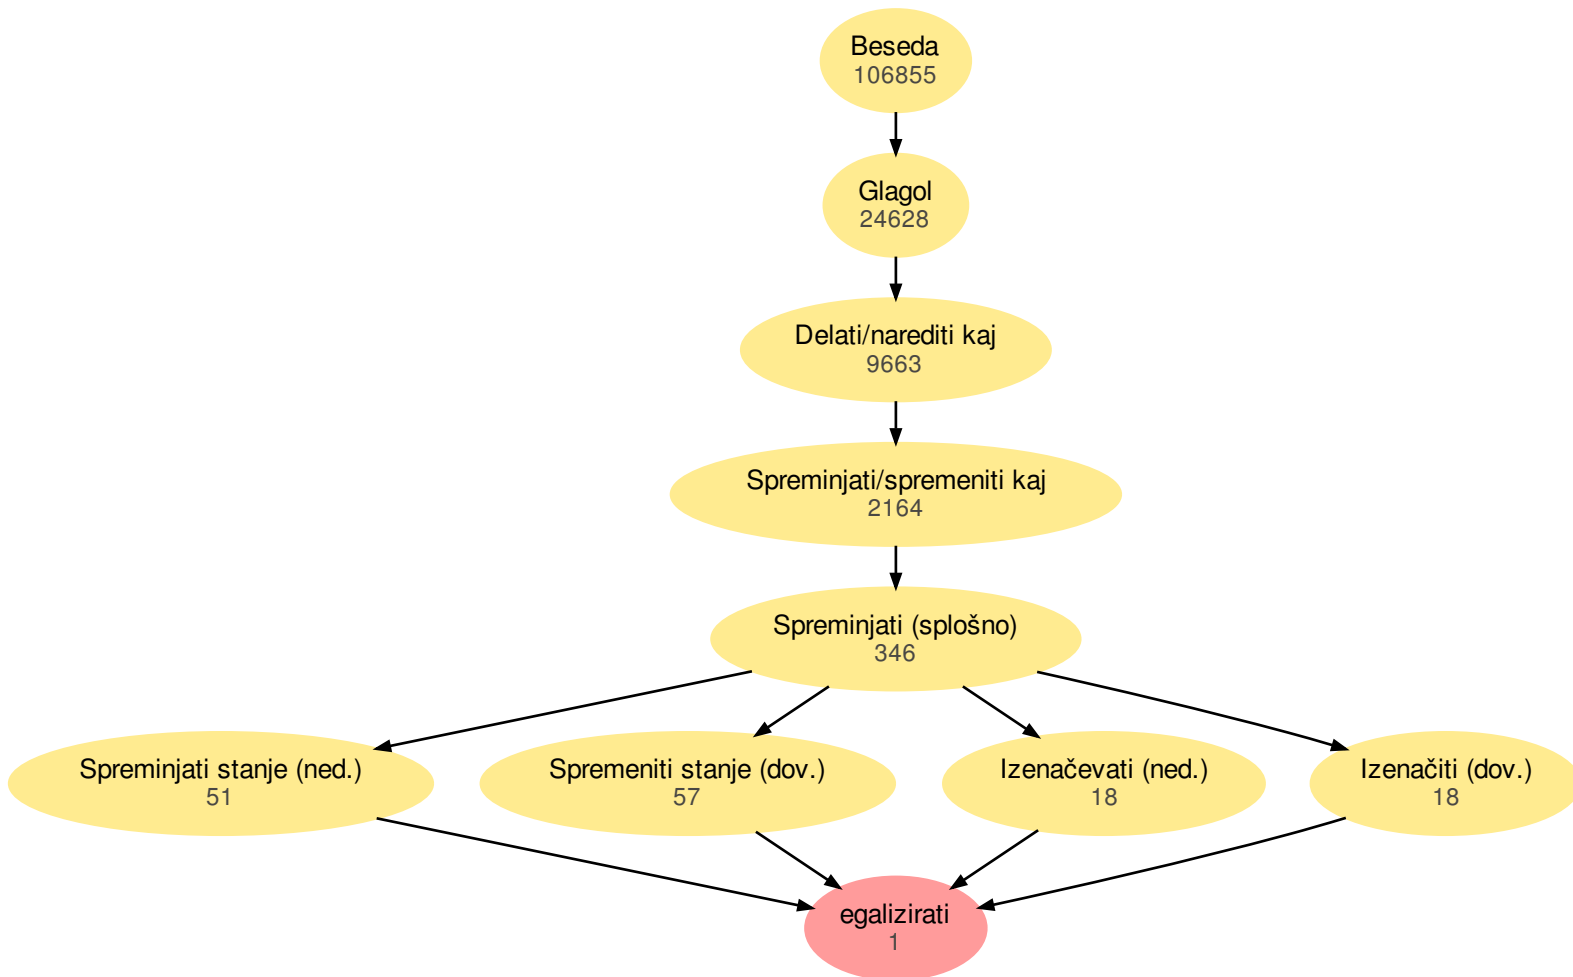 Beseda
106855
Glagol
24628
Delati/narediti kaj
9663
Spreminjati/spremeniti kaj
2164
Spreminjati (splošno)
346
Spreminjati stanje (ned.)
51
Spremeniti stanje (dov.)
57
Izenačevati (ned.)
18
Izenačiti (dov.)
18
egalizirati
1